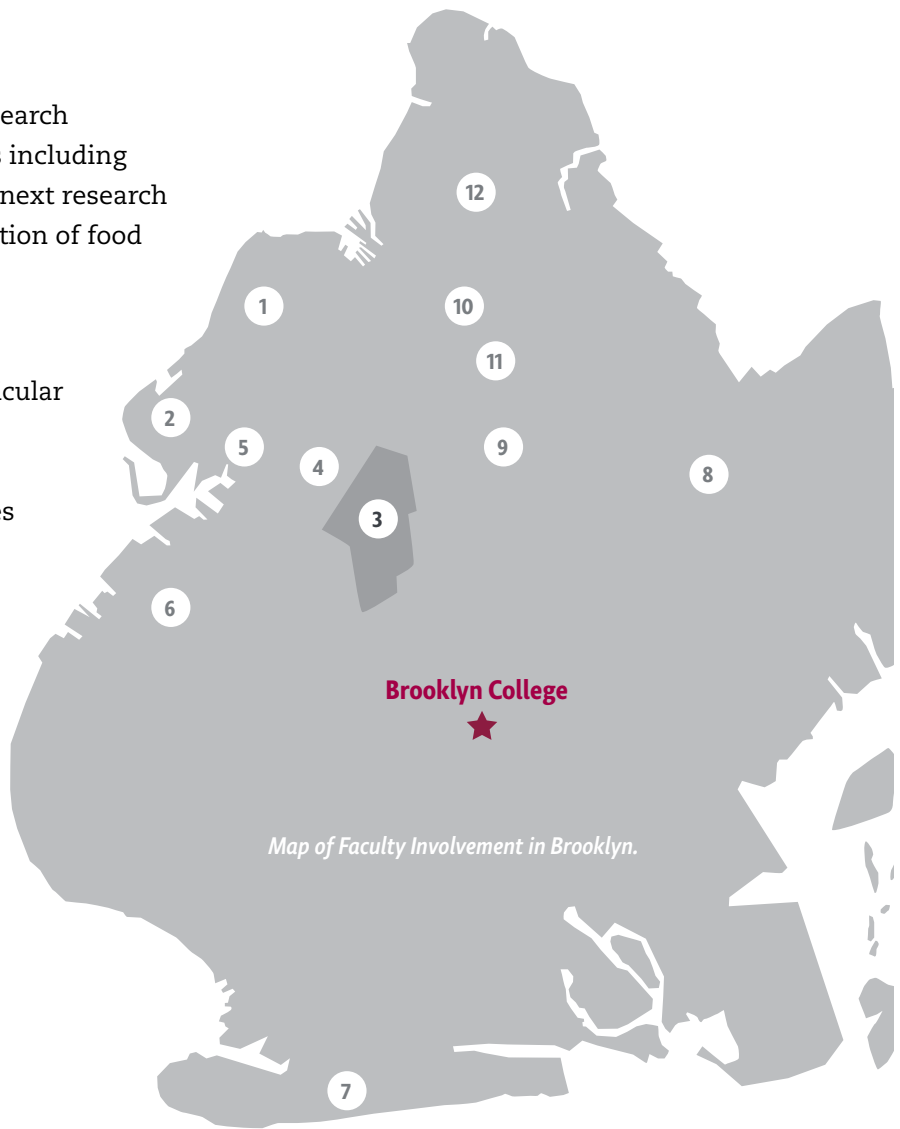 earch
s including
next research
tion of food
icular
es
12
1
10
11
2
5
9
4
8
3
6
Brooklyn College
Map of Faculty Involvement in Brooklyn.
7